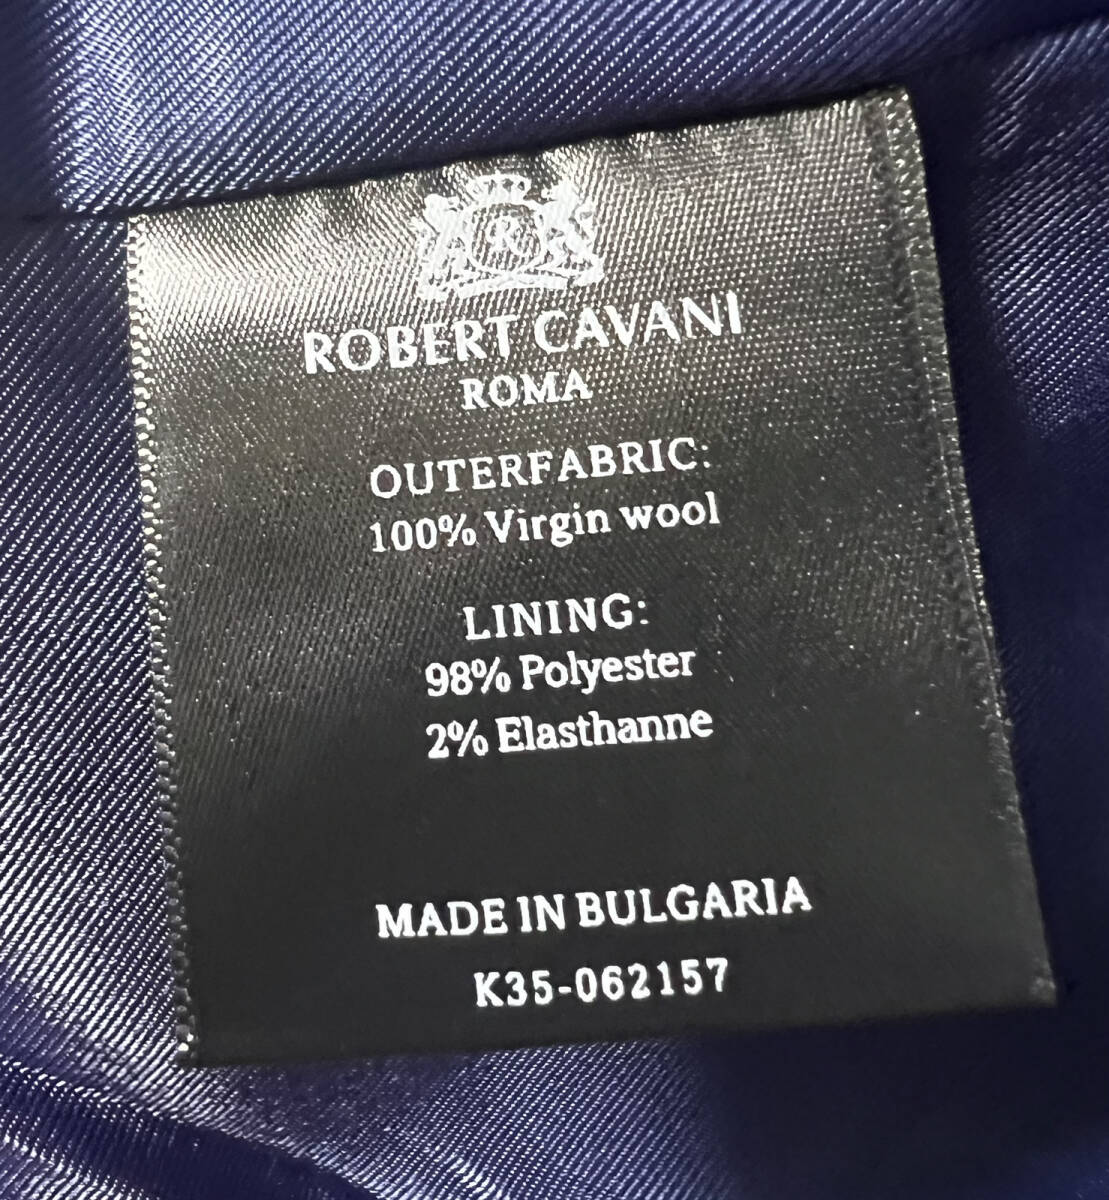 R
ROBERT CAVANI
ROMA
OUTERFABRIC:
100% Virgin wool
LINING:
98% Polyester
2% Elasthanne
MADE IN BULGARIA
K35-062157